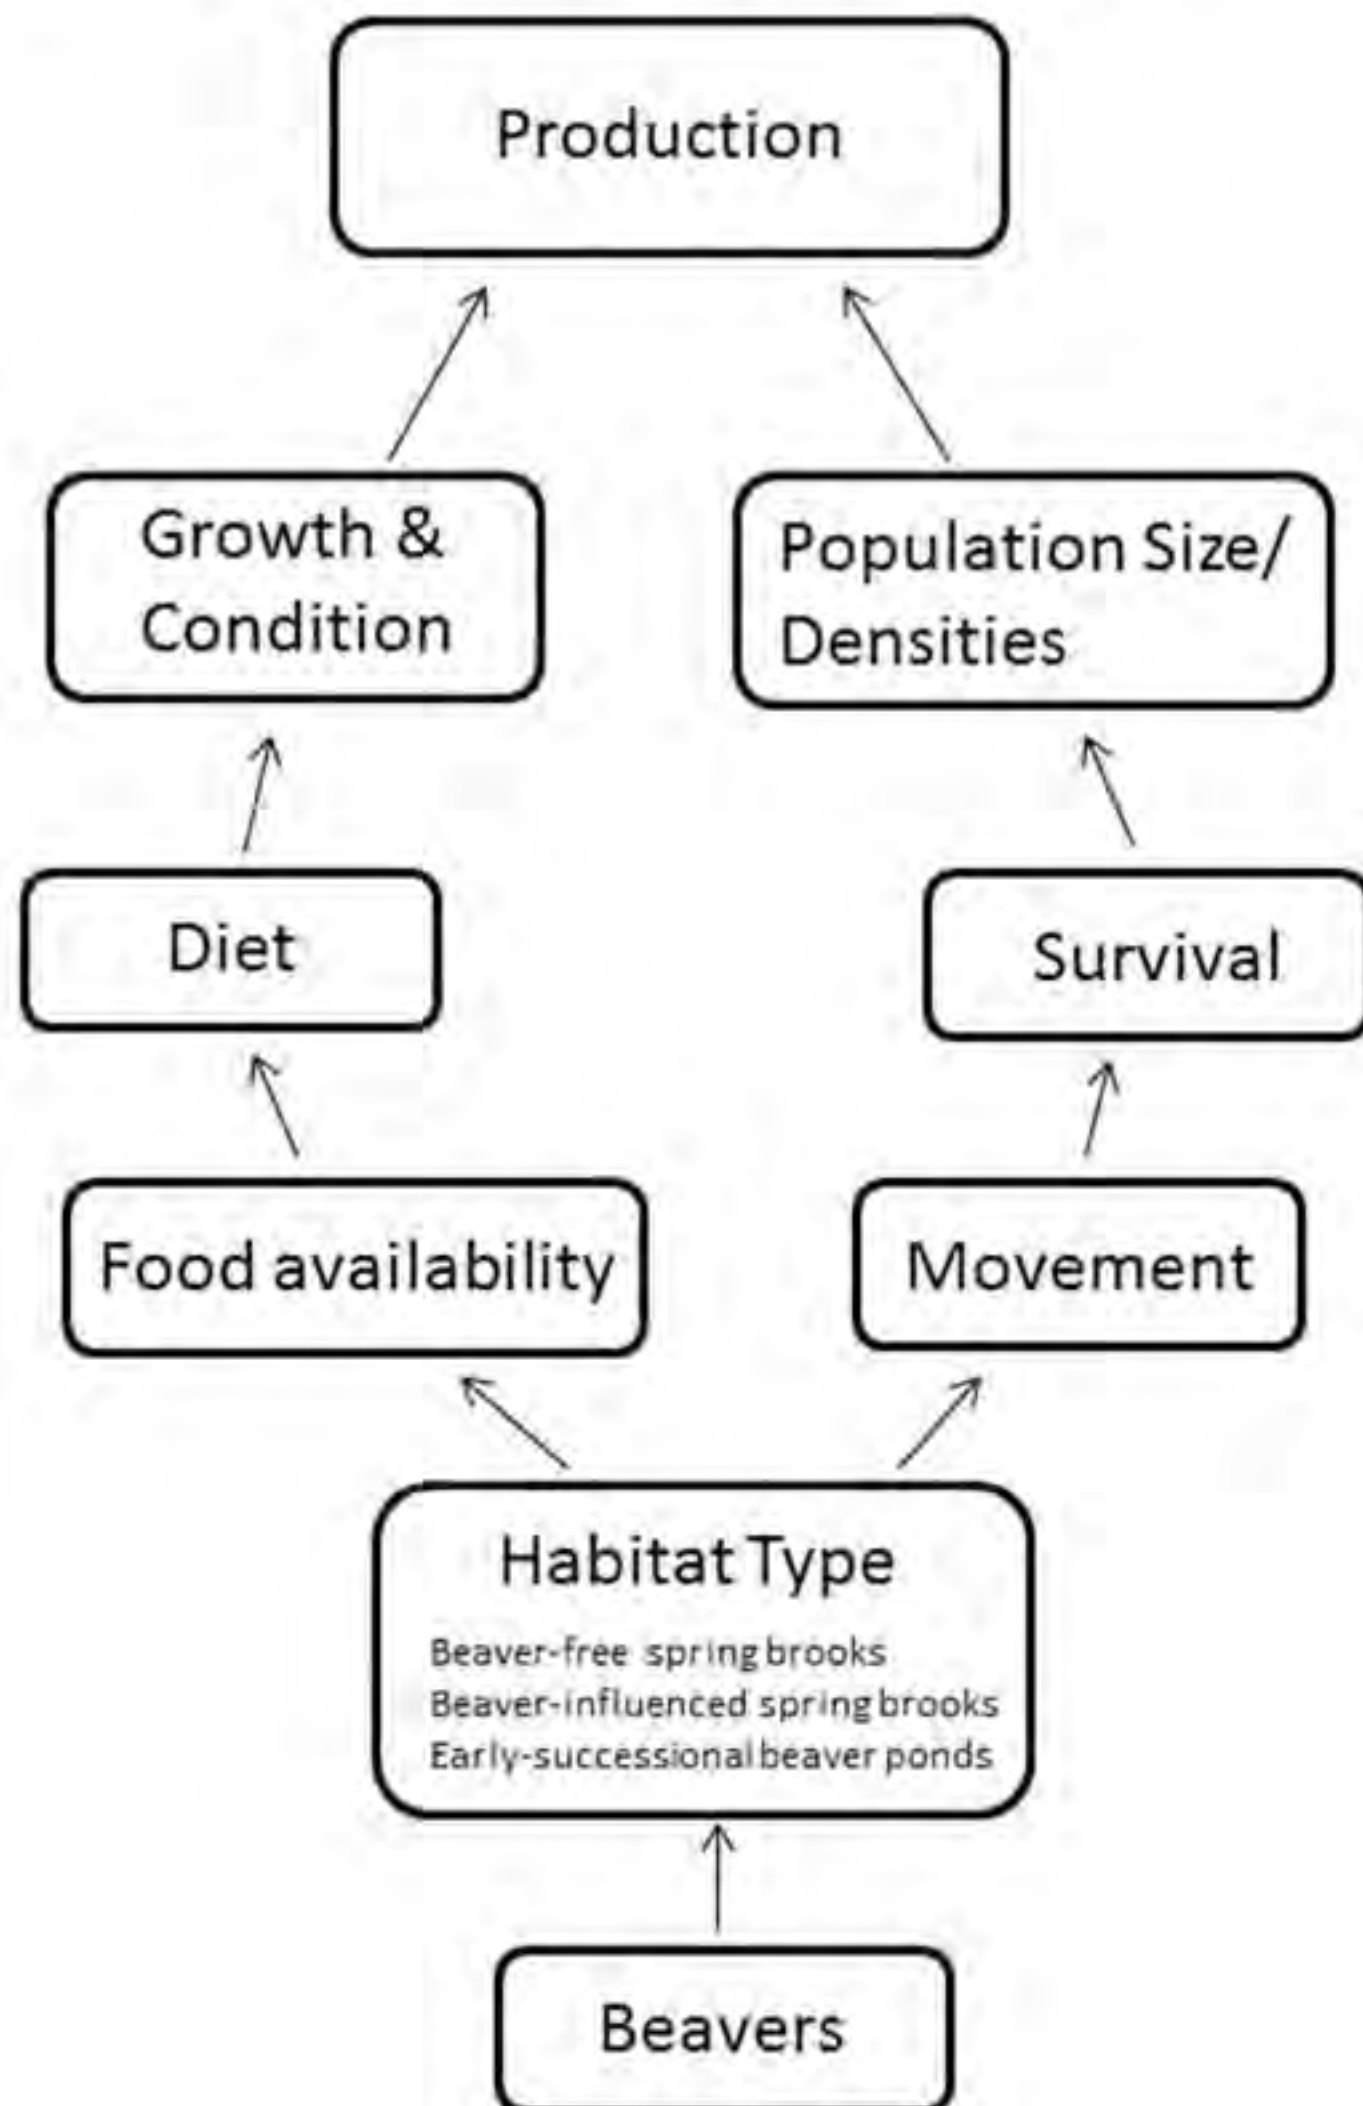 Production
Growth &
Condition
Population Size/
Densities
Diet
Survival
Food availability
Movement
Habitat Type
Beaver-free spring brooks
Beaver-influenced spring brooks
Early-successional beaver ponds
Beavers